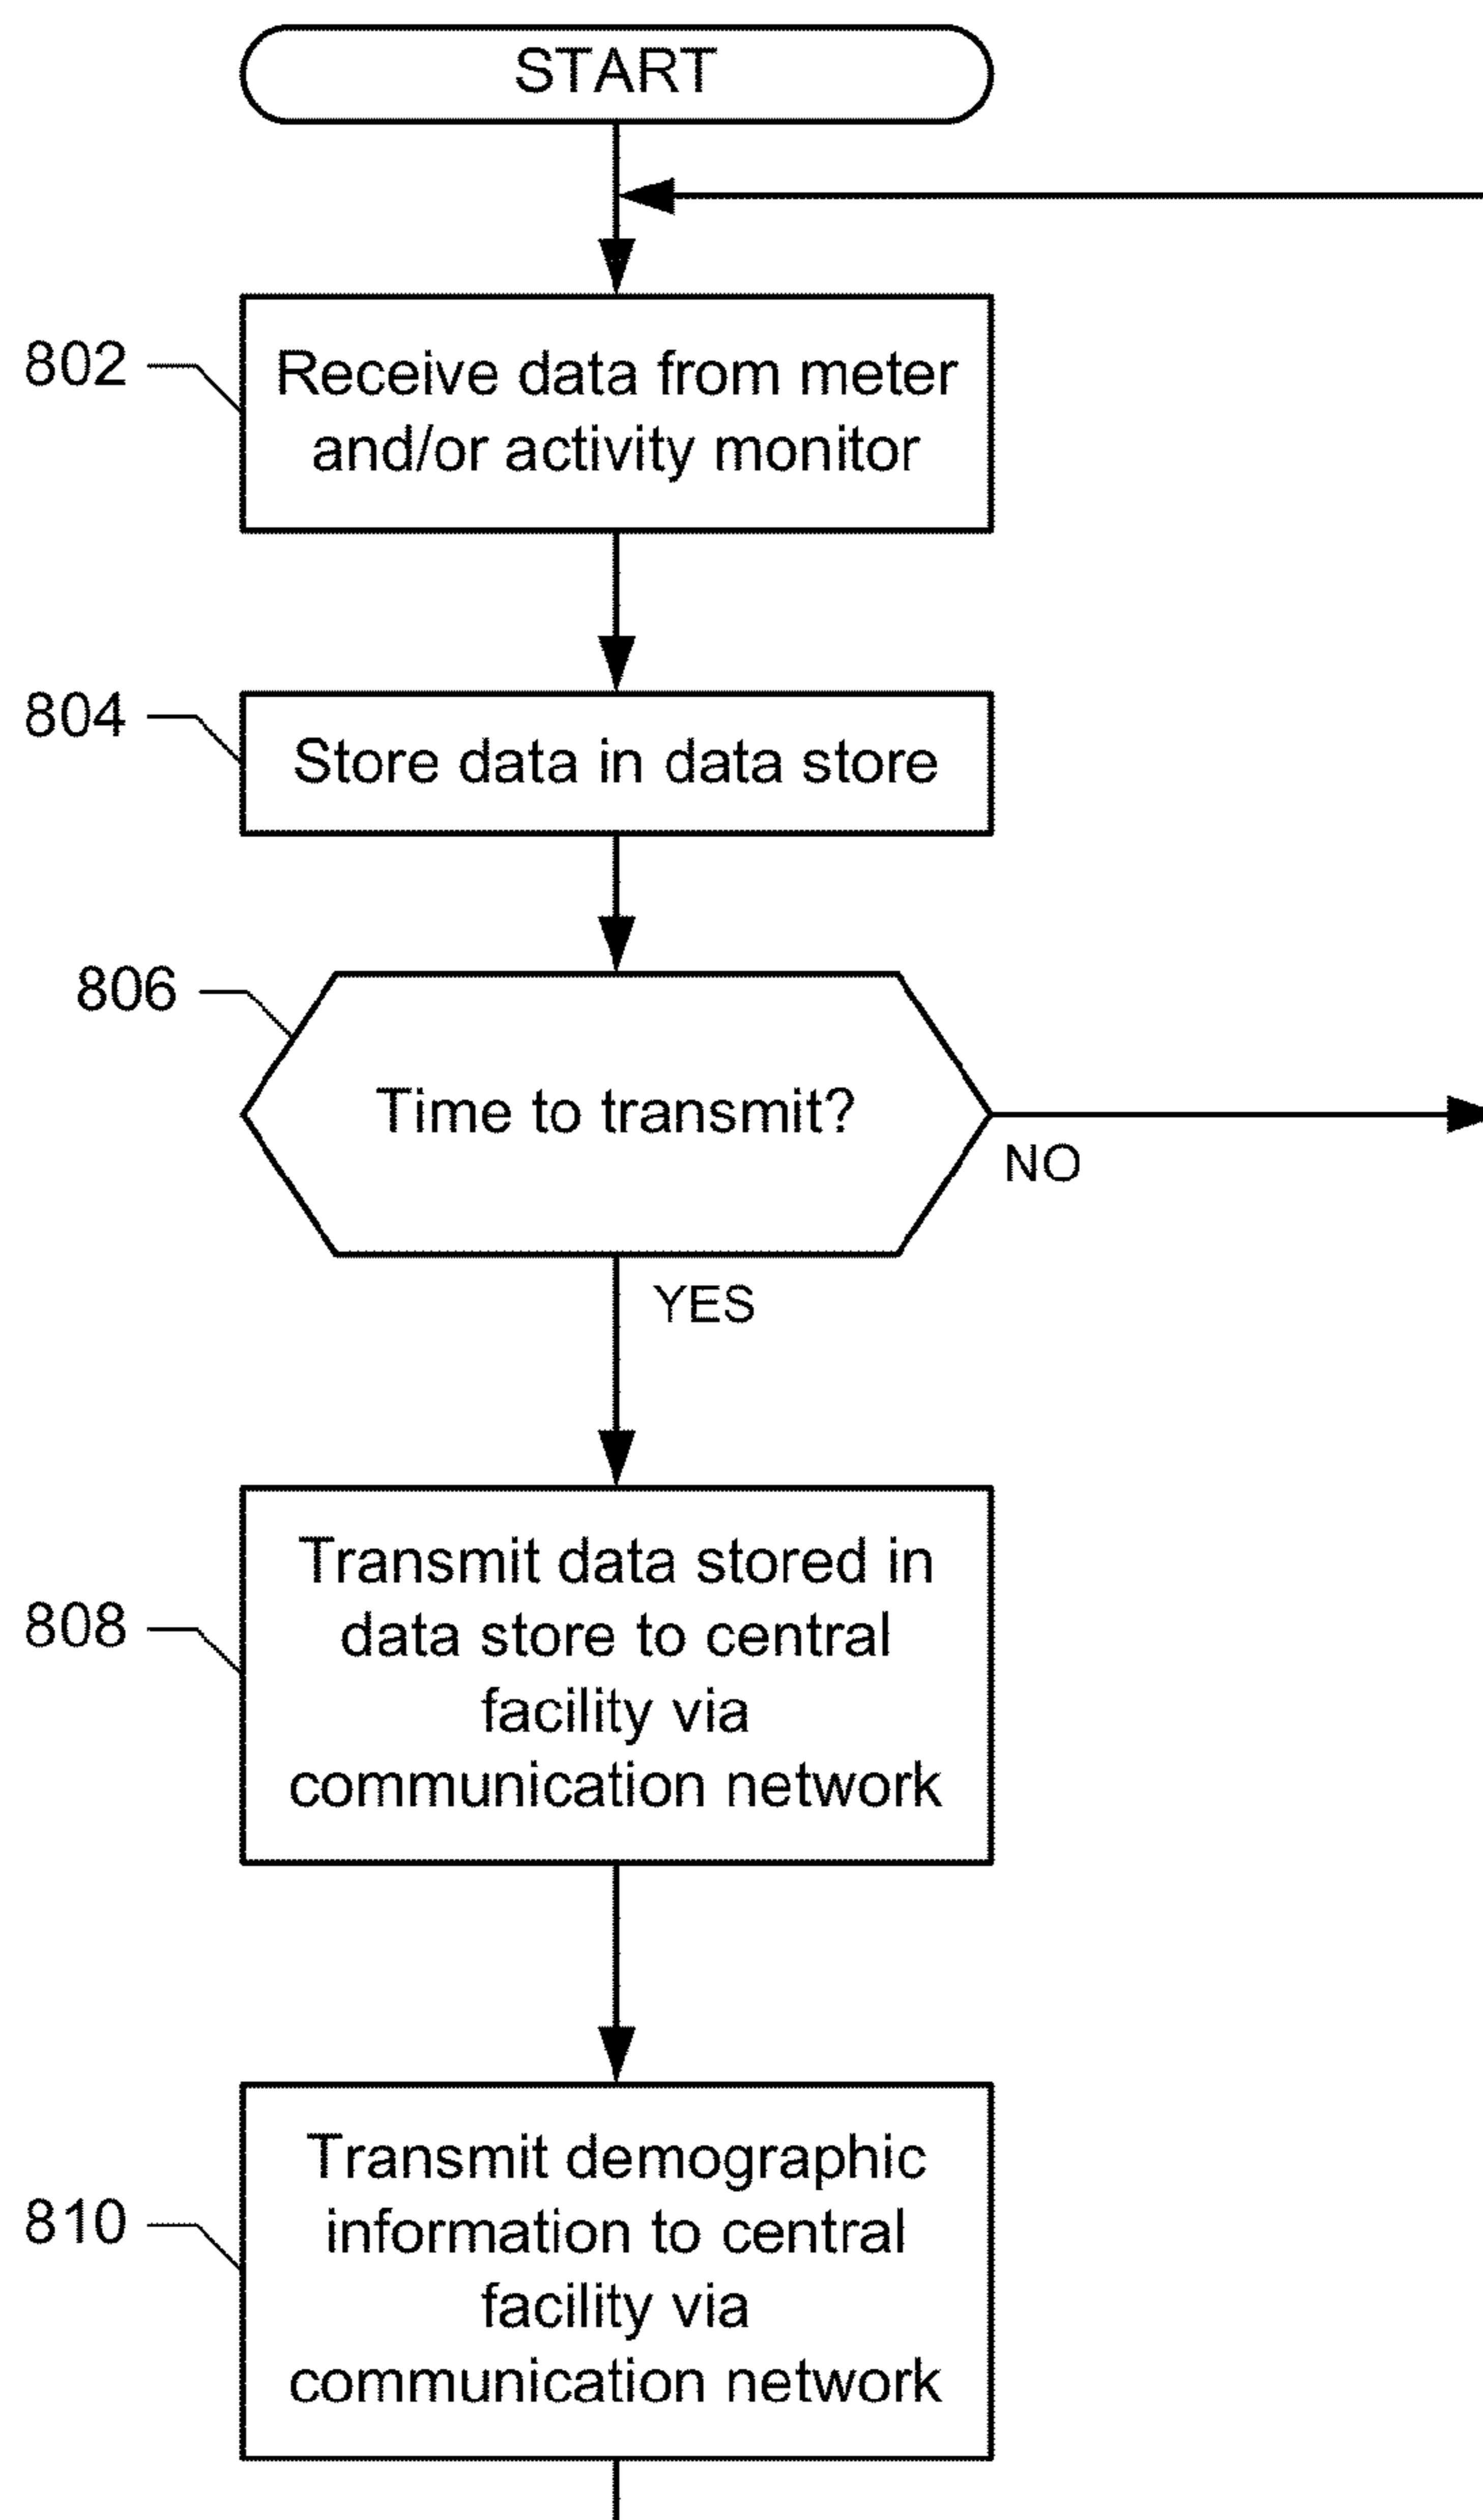 START
802
Receive data from meter
and/or activity monitor
804
Store data in data store
806
Time to transmit?
NO
YES
808
Transmit data stored in
data store to central
facility via
communication network
810
Transmit demographic
information to central
facility via
communication network